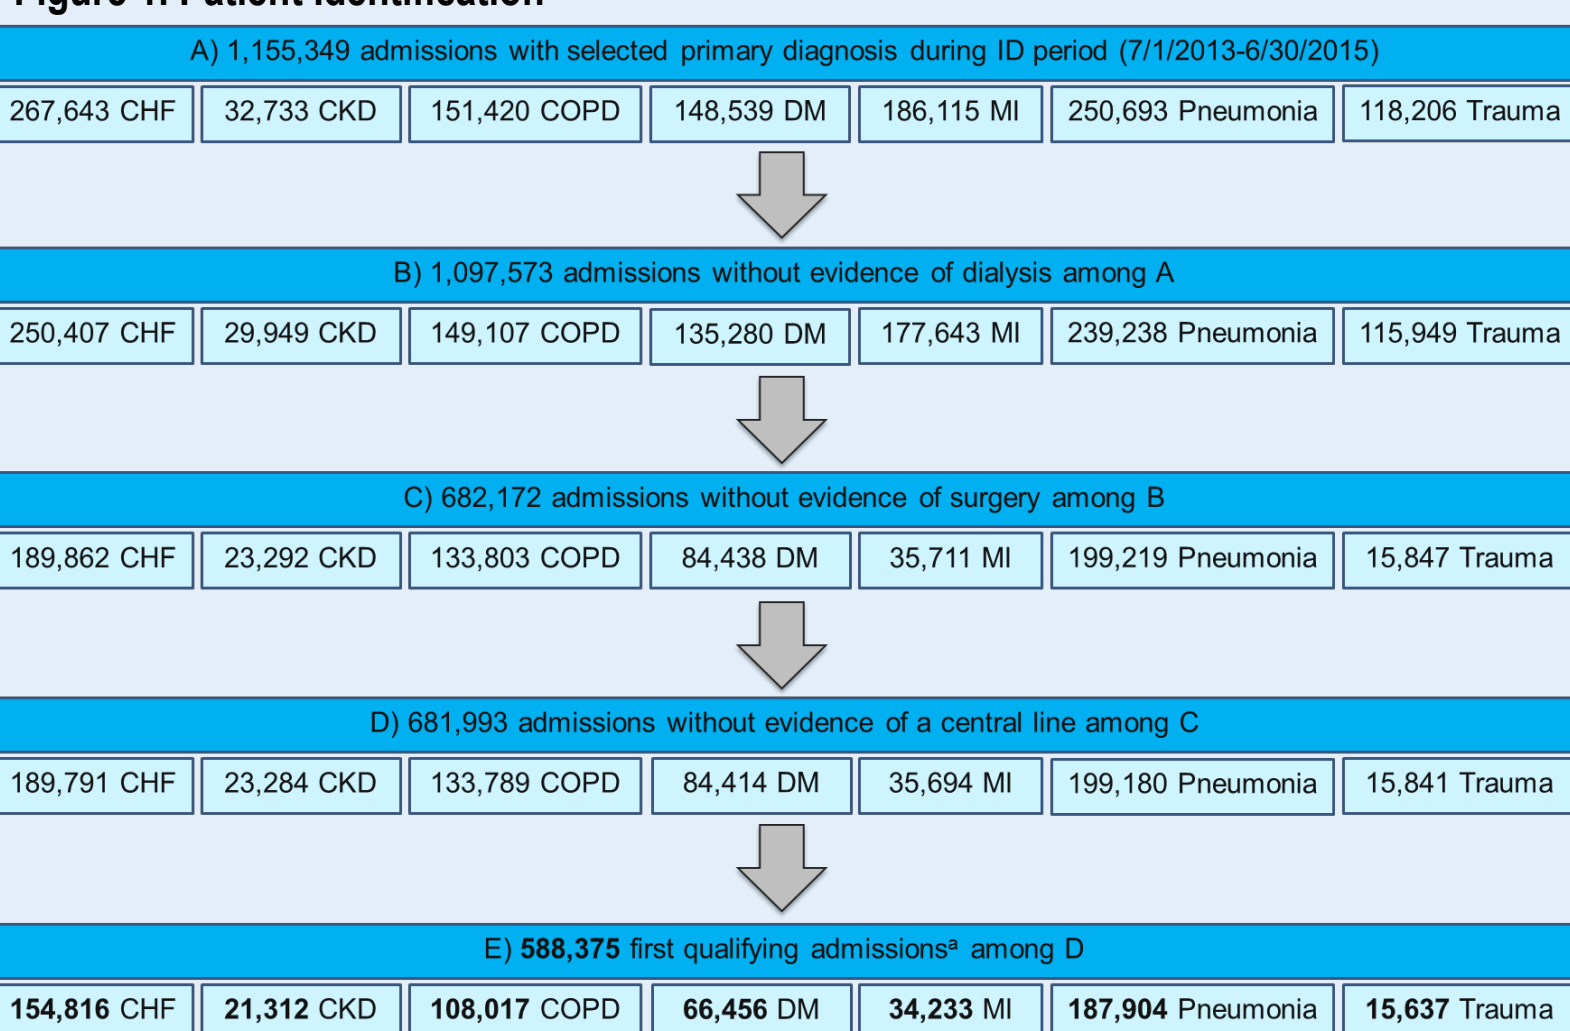 Figure 1. Patient Identification
A) 1,155,349 admissions with selected primary diagnosis during ID period (7/1/2013-6/30/2015)
267,643 CHF 32,733 CKD 151,420 COPD 148,539 DM 186,115 MI 250,693 Pneumonia 118,206 Trauma
B) 1,097,573 admissions without evidence of dialysis among A
250,407 CHF 29,949 CKD 149,107 COPD 135,280 DM 177,643 MI 239,238 Pneumonia 115,949 Trauma
C) 682,172 admissions without evidence of surgery among B
189,862 CHF 23,292 CKD 133,803 COPD 84,438 DM 35,711 MI 199,219 Pneumonia 15,847 Trauma
D) 681,993 admissions without evidence of a central line among C
189,791 CHF 23,284 CKD 133,789 COPD 84,414 DM 35,694 MI 199,180 Pneumonia 15,841 Trauma
E) 588,375 first qualifying admissionsᵃ among D
154,816 CHF 21,312 CKD 108,017 COPD 66,456 DM 34,233 MI 187,904 Pneumonia 15,637 Trauma